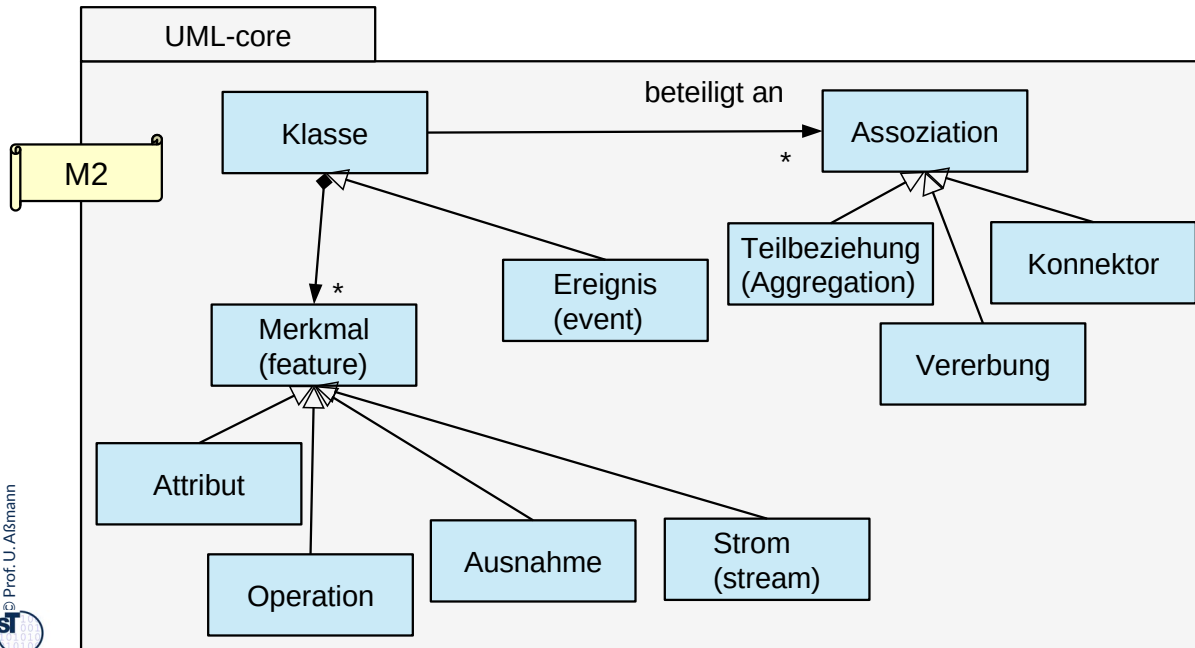 UML-core
M2
Klasse
beteiligt an
*
Assoziation
Teilbeziehung
(Aggregation)
Konnektor
Vererbung
Ereignis
(event)
*
Merkmal
(feature)
Attribut
Operation
Ausnahme
Strom
(stream)
© Prof. U. Aßmann
ST